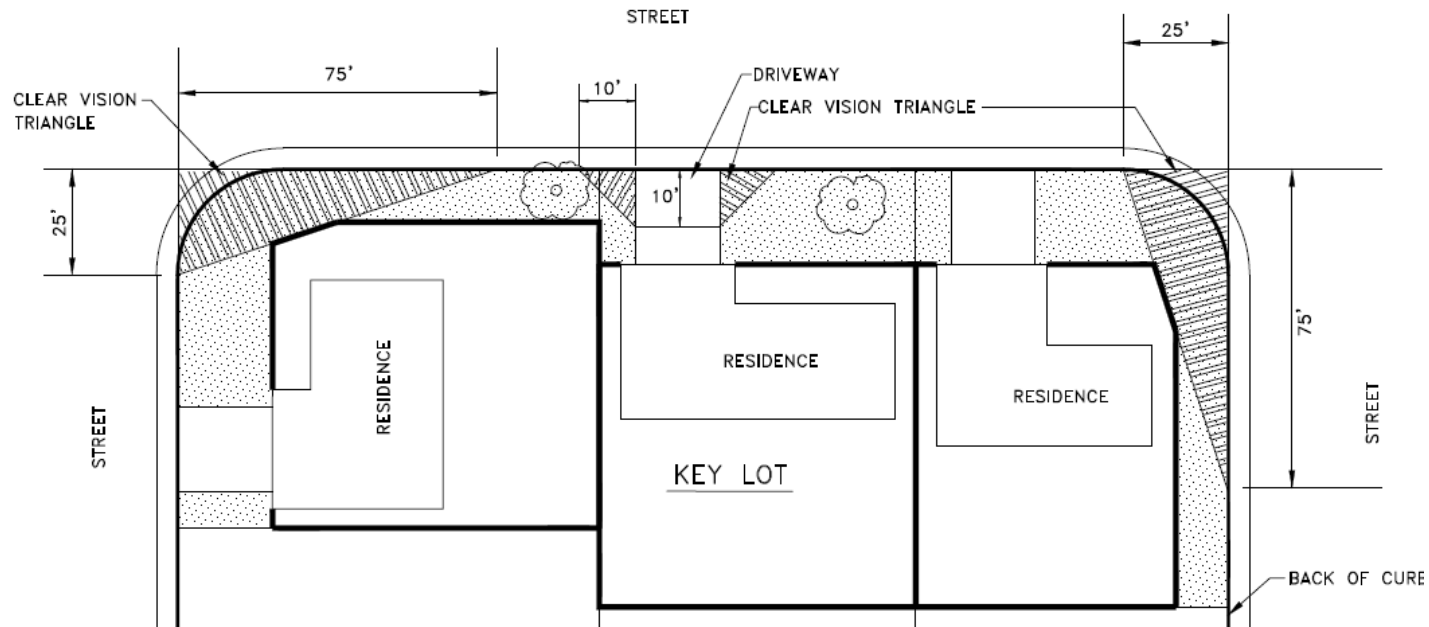 STREET
25'
75'
DRIVEWAY
10'
CLEAR VISION
TRIANGLE
CLEAR VISION TRIANGLE
10'
25'
75'
RESIDENCE
RESIDENCE
RESIDENCE
STREET
STREET
KEY LOT
BACK OF CURB